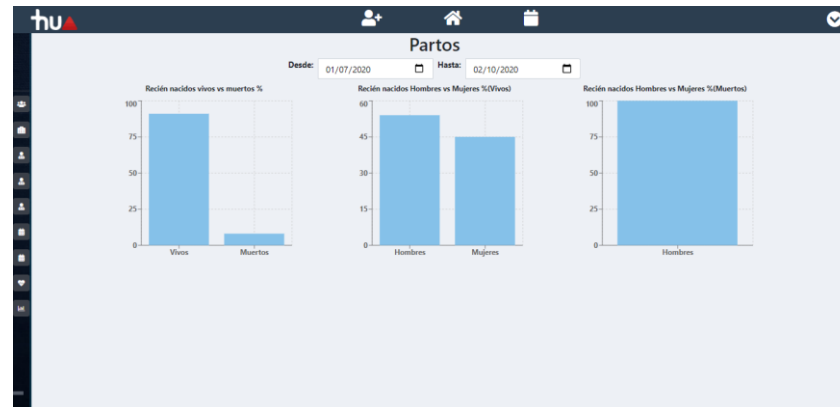 hua
Partos
Desde: 01/07/2020 Hasta: 02/10/2020
Recién nacidos vivos vs muertos %
100
75
50
25
0
Vivos Muertos
Recién nacidos Hombres vs Mujeres %(Vivos)
60
45
30
15
0
Hombres Mujeres
Recién nacidos Hombres vs Mujeres %(Muertos)
100
75
50
25
0
Hombres